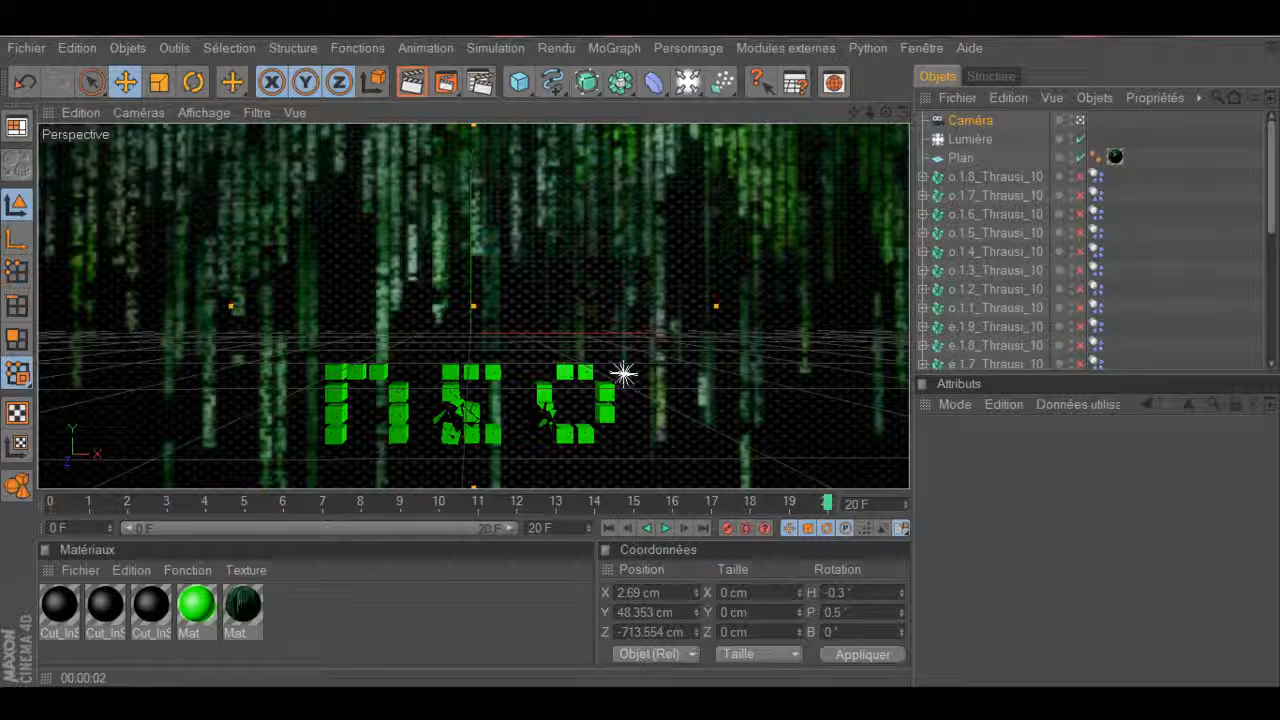 Fichier Edition Objets Outils Sélection Structure Fonctions Animation Simulation Rendu MoGraph Personnage Modules externes Python Fenêtre Aide
Objets Structure
Edition Caméras Affichage Filtre Vue
Fichier Edition Vue Objets Propriétés
Perspective
Caméra
Lumière
Plan
o.1.8_Thrausi_10
o.1.7_Thrausi_10
o.1.6_Thrausi_10
o.1.5_Thrausi_10
o.1.4_Thrausi_10
o.1.3_Thrausi_10
o.1.2_Thrausi_10
o.1.1_Thrausi_10
e.1.9_Thrausi_10
e.1.8_Thrausi_10
e.1.7_Thrausi_10
Attributs
Mode Edition Données utilisa
Y
X
Z
0 1 2 3 4 5 6 7 8 9 10 11 12 13 14 15 16 17 18 19 20 F
0 F 0 F 20 F 20 F
Matériaux
Fichier Edition Fonction Texture
Cut_InS Cut_InS Cut_InS Mat Mat
Coordonnées
Position Taille Rotation
X 2.69 cm X 0 cm H -0.3 °
Y 48.353 cm Y 0 cm P 0.5 °
Z -713.554 cm Z 0 cm B 0 °
Objet (Rel) Taille Appliquer
00:00:02
MAXON
CINEMA 4D